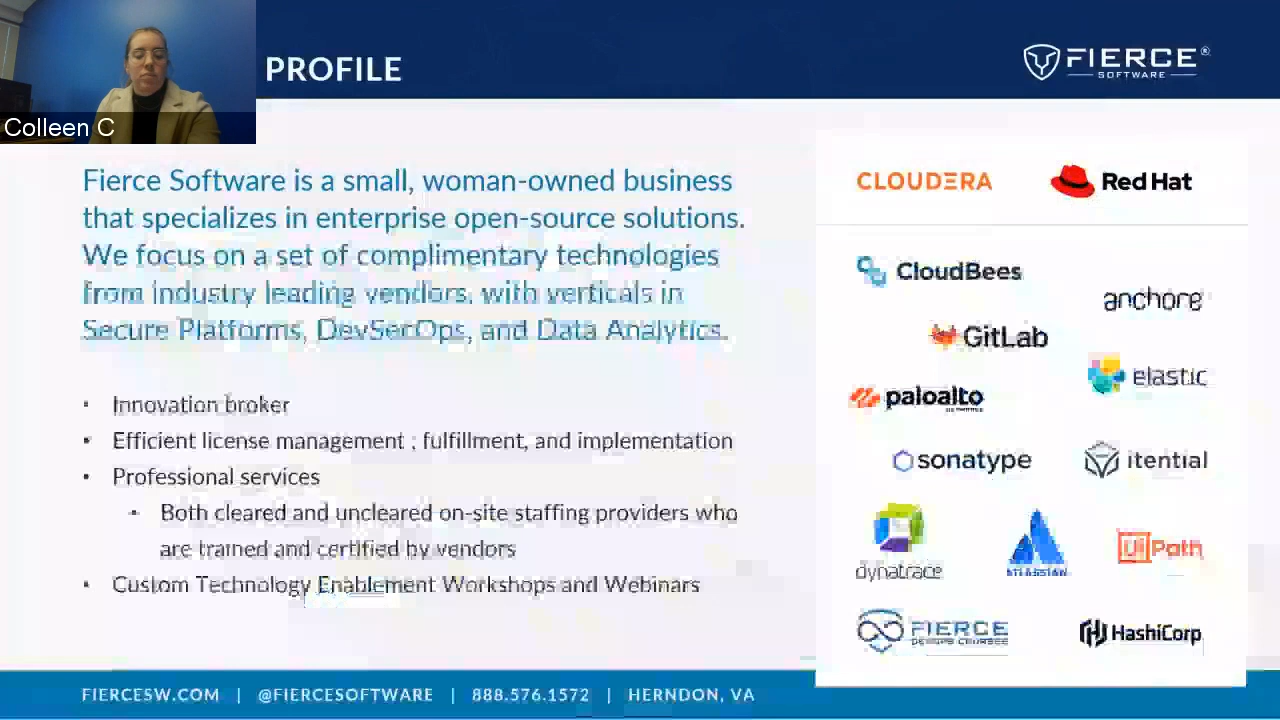 PROFILE
FIERCE®
SOFTWARE
Colleen C
Fierce Software is a small, woman-owned business
that specializes in enterprise open-source solutions.
We focus on a set of complimentary technologies
from industry leading vendors, with verticals in
Secure Platforms, DevSecOps, and Data Analytics.
• Innovation broker
• Efficient license management , fulfillment, and implementation
• Professional services
• Both cleared and uncleared on-site staffing providers who
are trained and certified by vendors
• Custom Technology Enablement Workshops and Webinars
CLOUDERA
Red Hat
CloudBees
anchore
GitLab
elastic
paloalto
sonatype
itential
dynatrace
ATLASSIAN
UiPath
FIERCE
HashiCorp
FIERCESW.COM | @FIERCESOFTWARE | 888.576.1572 | HERNDON, VA